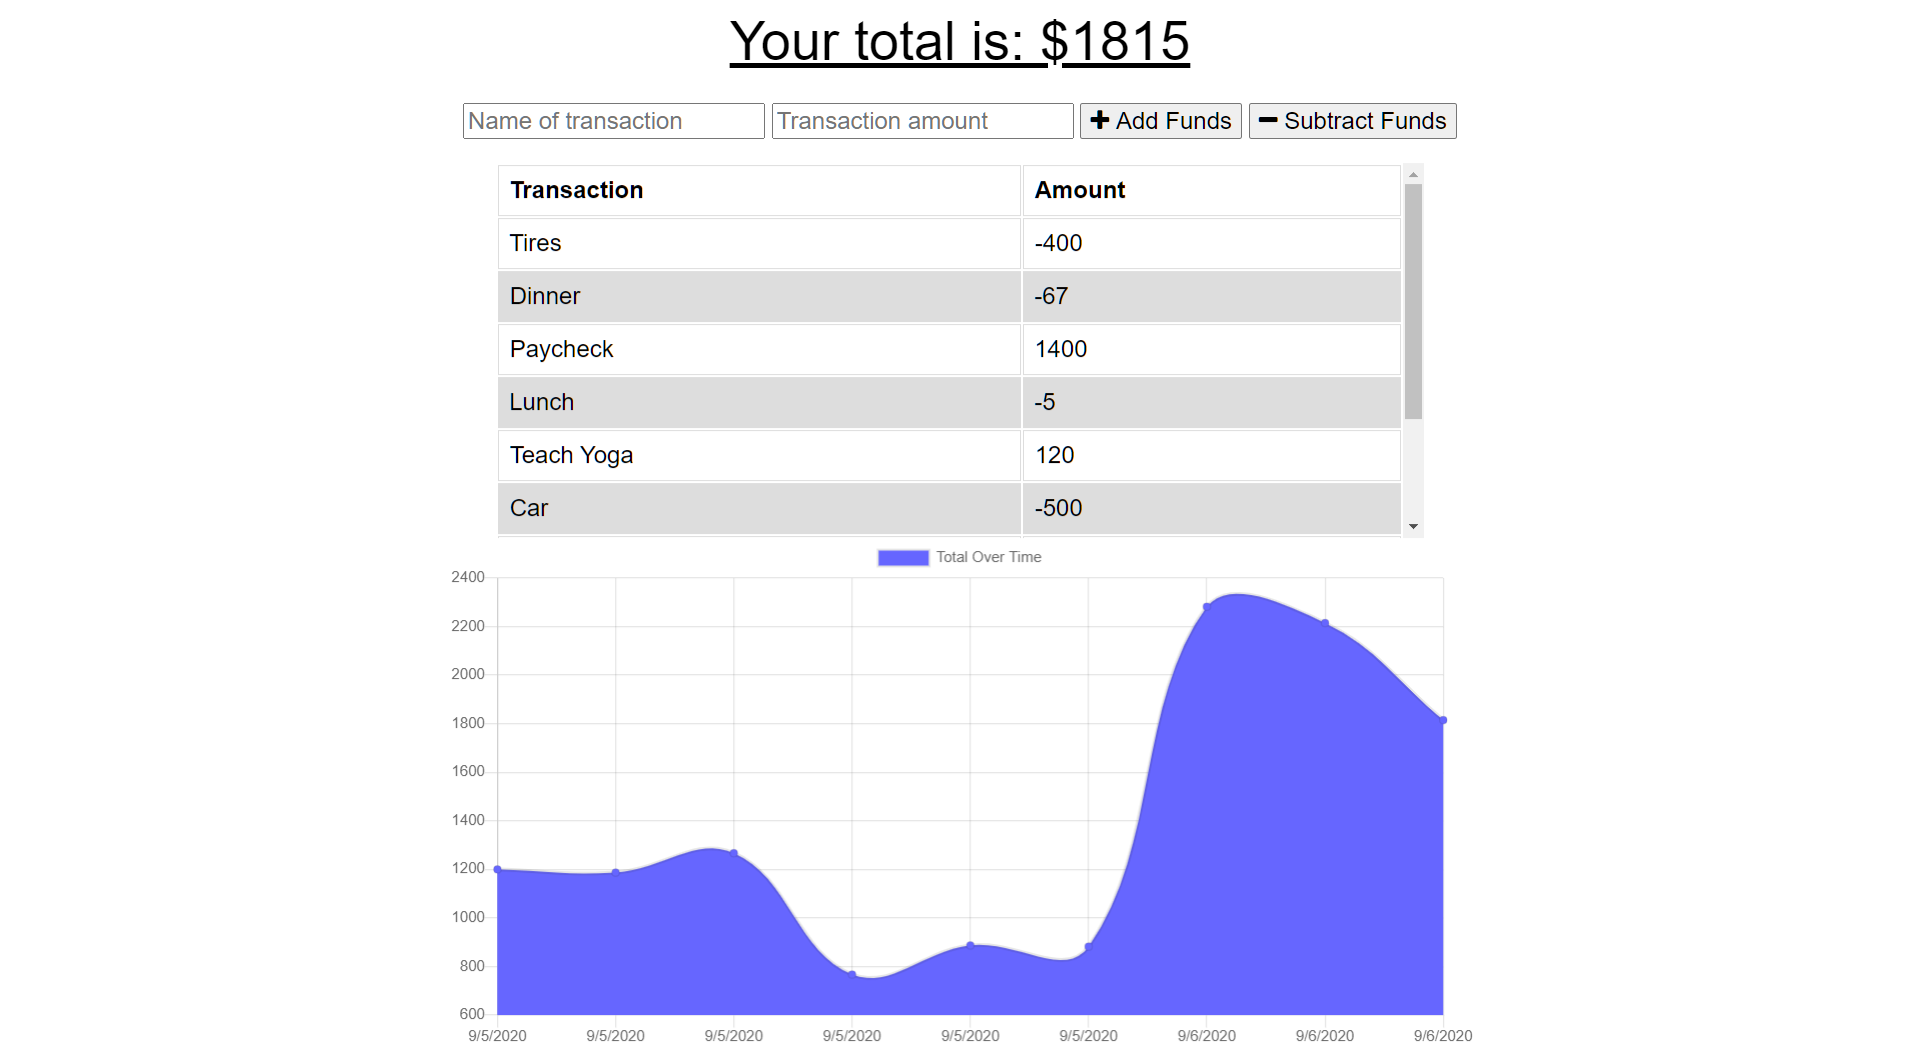 Your total is: $1815
Name of transaction Transaction amount Add Funds Subtract Funds
Transaction Amount
Tires -400
Dinner -67
Paycheck 1400
Lunch -5
Teach Yoga 120
Car -500
Total Over Time
2400
2200
2000
1800
1600
1400
1200
1000
800
600
9/5/2020 9/5/2020 9/5/2020 9/5/2020 9/5/2020 9/5/2020 9/6/2020 9/6/2020 9/6/2020